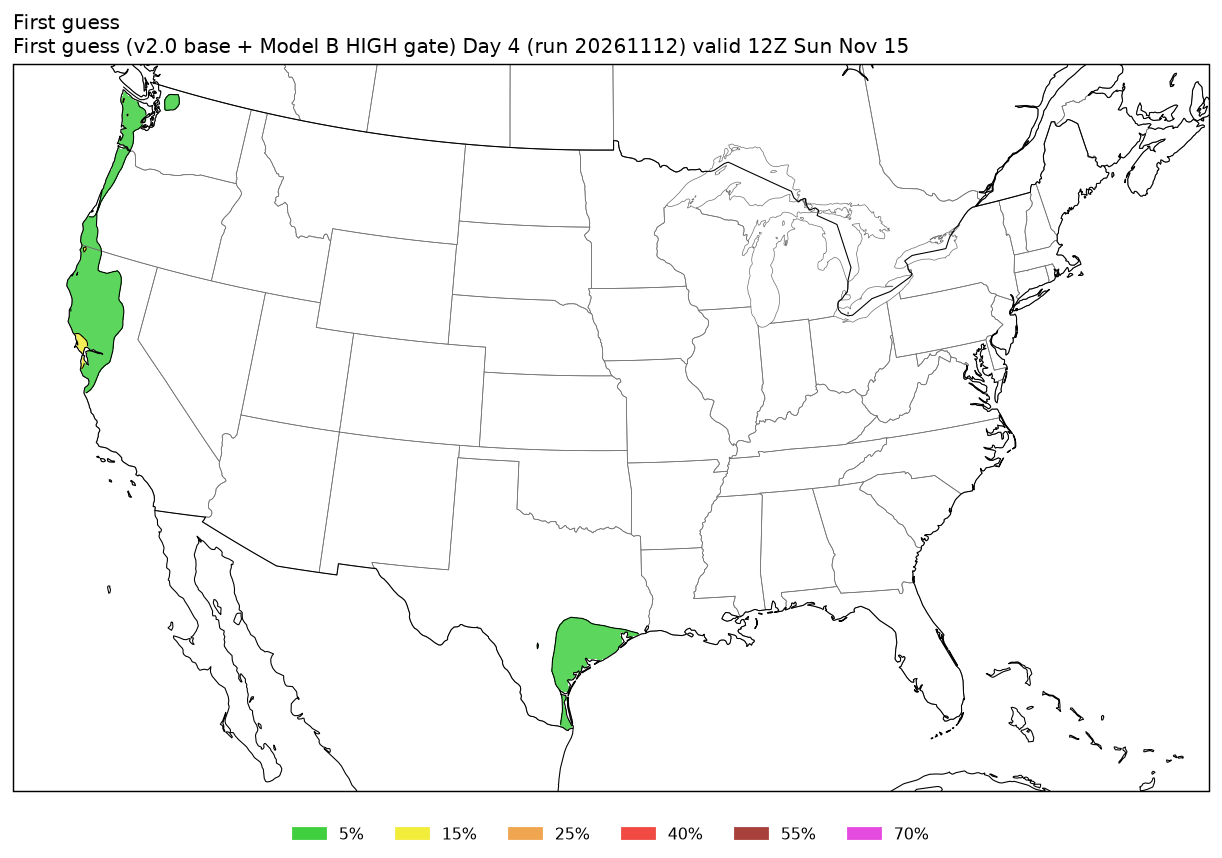 First guess
First guess (v2.0 base + Model B HIGH gate) Day 4 (run 20261112) valid 12Z Sun Nov 15
5% 15% 25% 40% 55% 70%